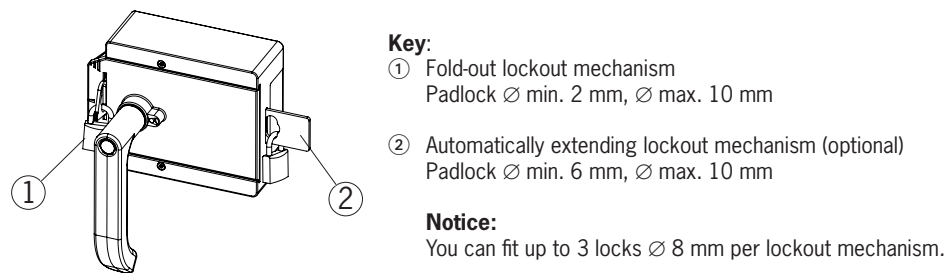 Key:
① Fold-out lockout mechanism
Padlock ∅ min. 2 mm, ∅ max. 10 mm
② Automatically extending lockout mechanism (optional)
Padlock ∅ min. 6 mm, ∅ max. 10 mm
Notice:
You can fit up to 3 locks ∅ 8 mm per lockout mechanism.
①
②